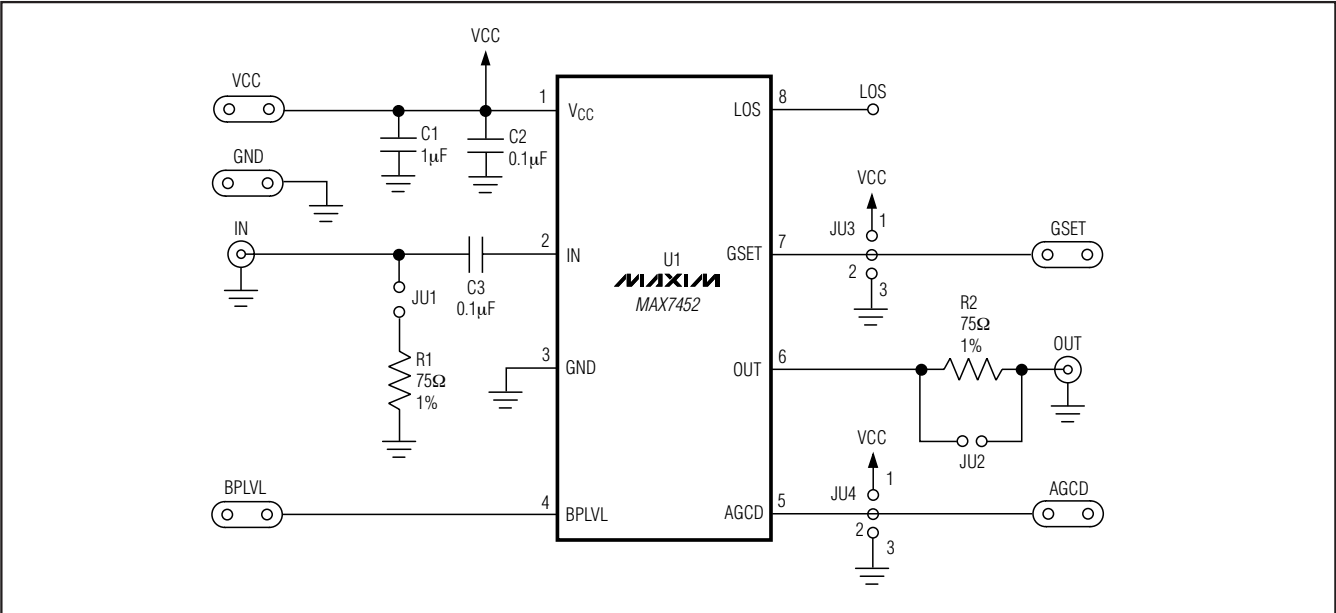 VCC
VCC
GND
IN
BPLVL
C1
1µF
C2
0.1µF
C3
0.1µF
JU1
R1
75Ω
1%
1
2
3
4
VCC
IN
GND
BPLVL
U1
MAXIM
MAX7452
LOS
GSET
OUT
AGCD
8
7
6
5
LOS
VCC
JU3
1
2
3
GSET
R2
75Ω
1%
OUT
JU2
VCC
JU4
1
2
3
AGCD